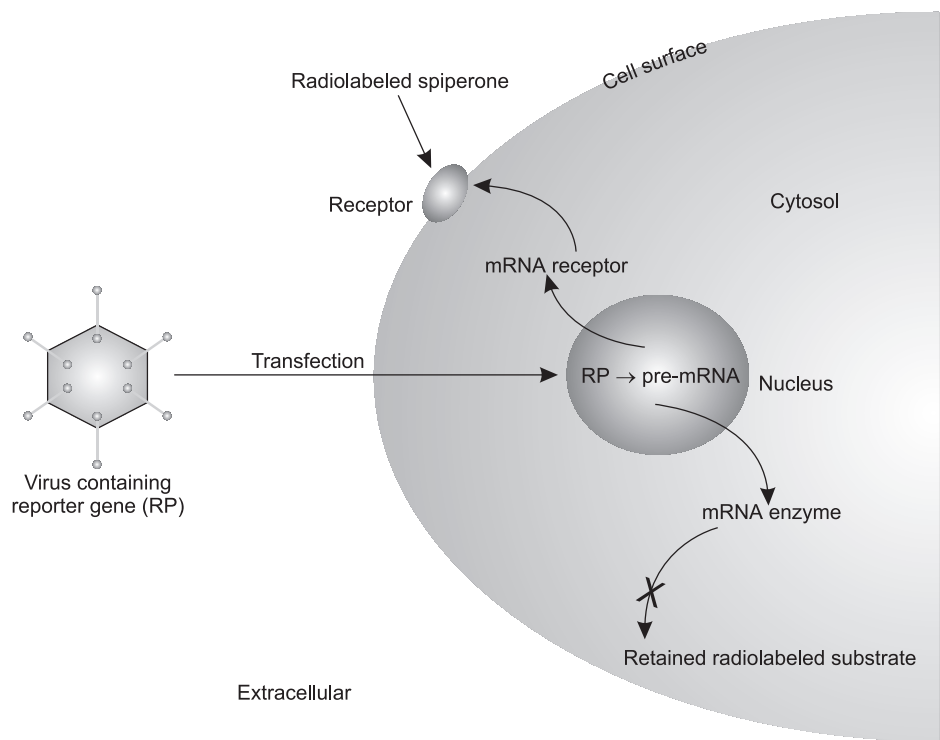 Cell surface
Radiolabeled spiperone
Receptor
Cytosol
mRNA receptor
Transfection
RP → pre-mRNA
Nucleus
Virus containing
reporter gene (RP)
mRNA enzyme
X
Retained radiolabeled substrate
Extracellular